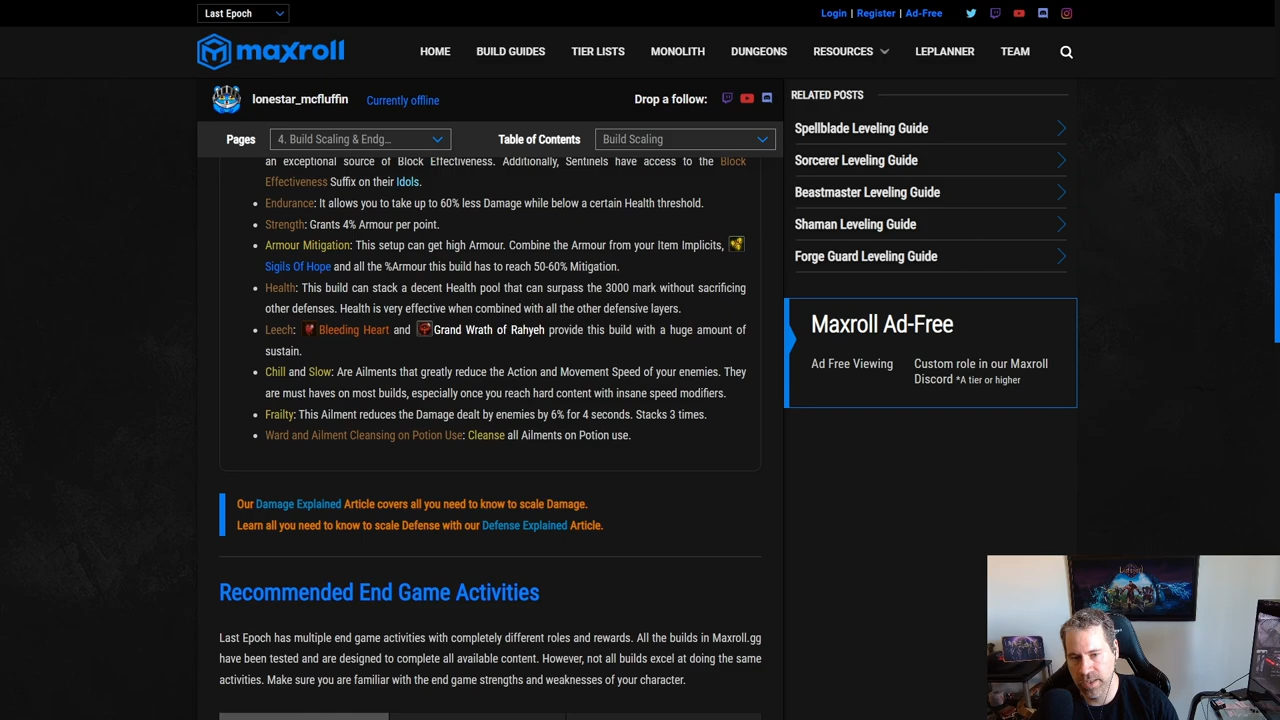 Last Epoch
Login | Register | Ad-Free
maxroll
HOME BUILD GUIDES TIER LISTS MONOLITH DUNGEONS RESOURCES LEPLANNER TEAM
lonestar_mcfluffin Currently offline Drop a follow:
Pages 4. Build Scaling & Endg... Table of Contents Build Scaling
an exceptional source of Block Effectiveness. Additionally, Sentinels have access to the Block
Effectiveness Suffix on their Idols.
Endurance: It allows you to take up to 60% less Damage while below a certain Health threshold.
Strength: Grants 4% Armour per point.
Armour Mitigation: This setup can get high Armour. Combine the Armour from your Item Implicits,
Sigils Of Hope and all the %Armour this build has to reach 50-60% Mitigation.
Health: This build can stack a decent Health pool that can surpass the 3000 mark without sacrificing
other defenses. Health is very effective when combined with all the other defensive layers.
Leech: Bleeding Heart and Grand Wrath of Rahyeh provide this build with a huge amount of
sustain.
Chill and Slow: Are Ailments that greatly reduce the Action and Movement Speed of your enemies. They
are must haves on most builds, especially once you reach hard content with insane speed modifiers.
Frailty: This Ailment reduces the Damage dealt by enemies by 6% for 4 seconds. Stacks 3 times.
Ward and Ailment Cleansing on Potion Use: Cleanse all Ailments on Potion use.
Our Damage Explained Article covers all you need to know to scale Damage.
Learn all you need to know to scale Defense with our Defense Explained Article.
Recommended End Game Activities
Last Epoch has multiple end game activities with completely different roles and rewards. All the builds in Maxroll.gg
have been tested and are designed to complete all available content. However, not all builds excel at doing the same
activities. Make sure you are familiar with the end game strengths and weaknesses of your character.
RELATED POSTS
Spellblade Leveling Guide
Sorcerer Leveling Guide
Beastmaster Leveling Guide
Shaman Leveling Guide
Forge Guard Leveling Guide
Maxroll Ad-Free
Ad Free Viewing
Custom role in our Maxroll
Discord *A tier or higher